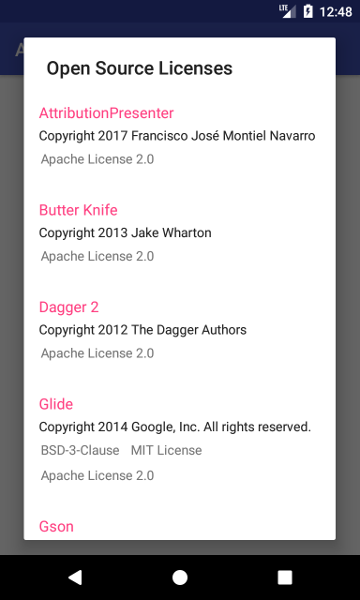 LTE 12:48
A
Open Source Licenses
AttributionPresenter
Copyright 2017 Francisco José Montiel Navarro
Apache License 2.0
Butter Knife
Copyright 2013 Jake Wharton
Apache License 2.0
Dagger 2
Copyright 2012 The Dagger Authors
Apache License 2.0
Glide
Copyright 2014 Google, Inc. All rights reserved.
BSD-3-Clause MIT License
Apache License 2.0
Gson